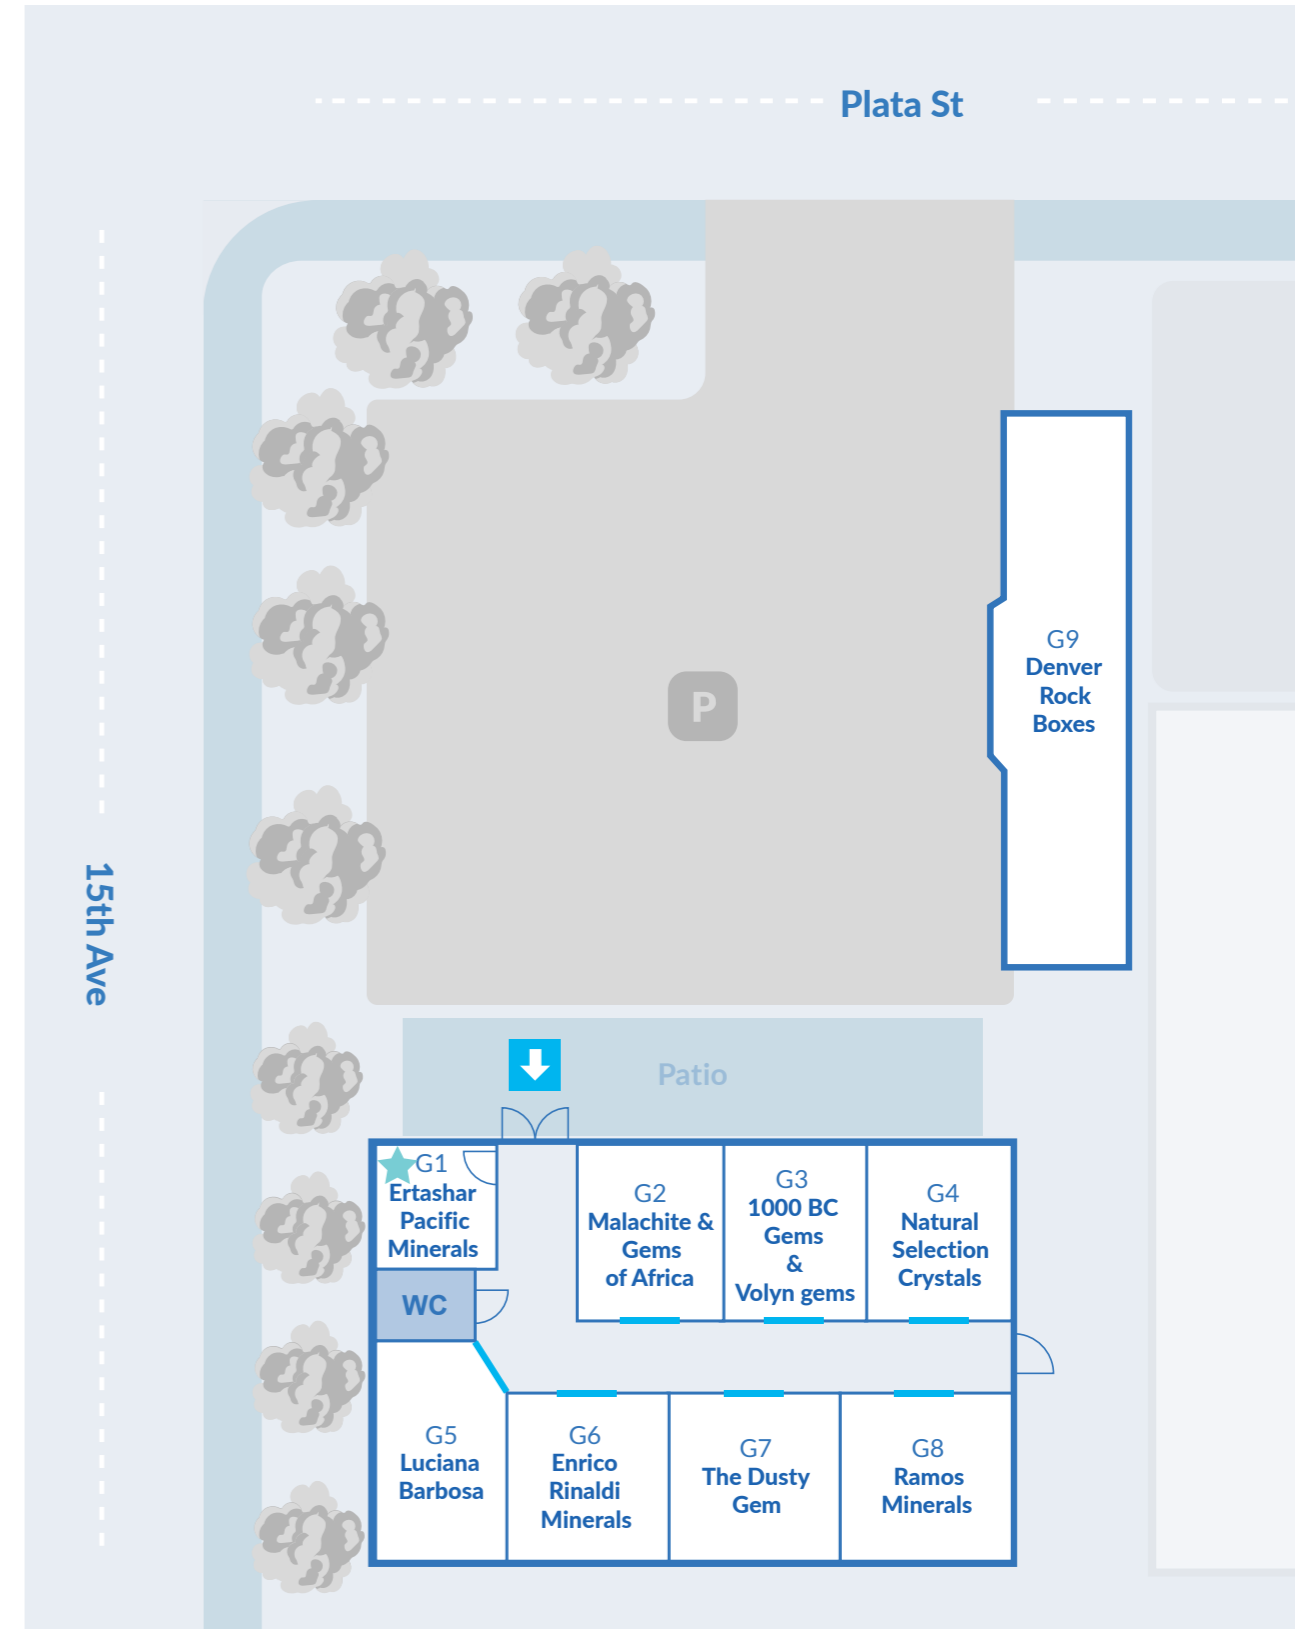 Plata St
15th Ave
P
G9
Denver
Rock
Boxes
Patio
G1
Ertashar
Pacific
Minerals
WC
G2
Malachite &
Gems
of Africa
G3
1000 BC
Gems
&
Volyn gems
G4
Natural
Selection
Crystals
G5
Luciana
Barbosa
G6
Enrico
Rinaldi
Minerals
G7
The Dusty
Gem
G8
Ramos
Minerals